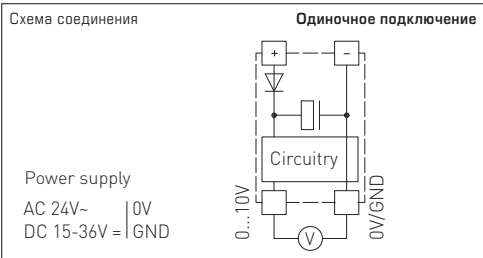 Схема соединения
Одиночное подключение
+ −
Circuitry
Power supply
AC 24V~ | 0V
DC 15-36V = | GND
0...10V
0V/GND
V